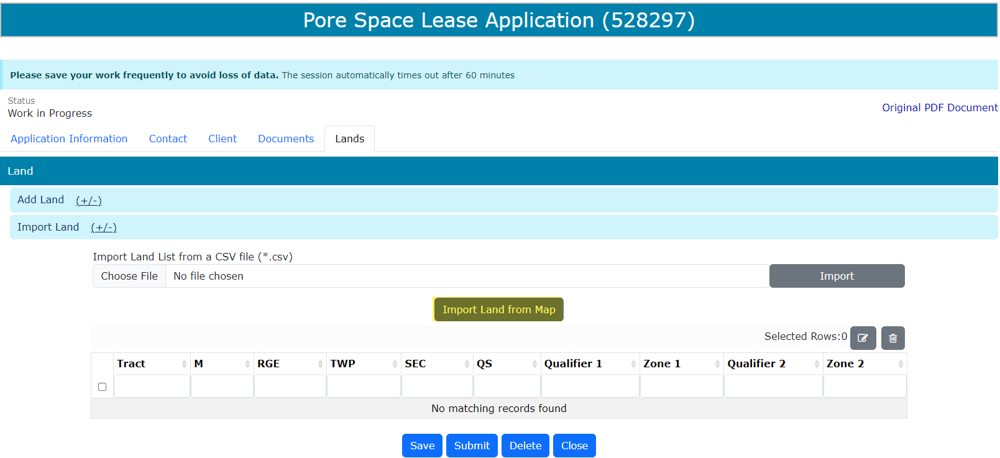 Pore Space Lease Application (528297)
Please save your work frequently to avoid loss of data. The session automatically times out after 60 minutes
Status
Work in Progress
Original PDF Document
Application Information Contact Client Documents Lands
Land
Add Land (+/-)
Import Land (+/-)
Import Land List from a CSV file (*.csv)
Choose File No file chosen Import
Import Land from Map
Selected Rows:0
Tract M RGE TWP SEC QS Qualifier 1 Zone 1 Qualifier 2 Zone 2
No matching records found
Save Submit Delete Close